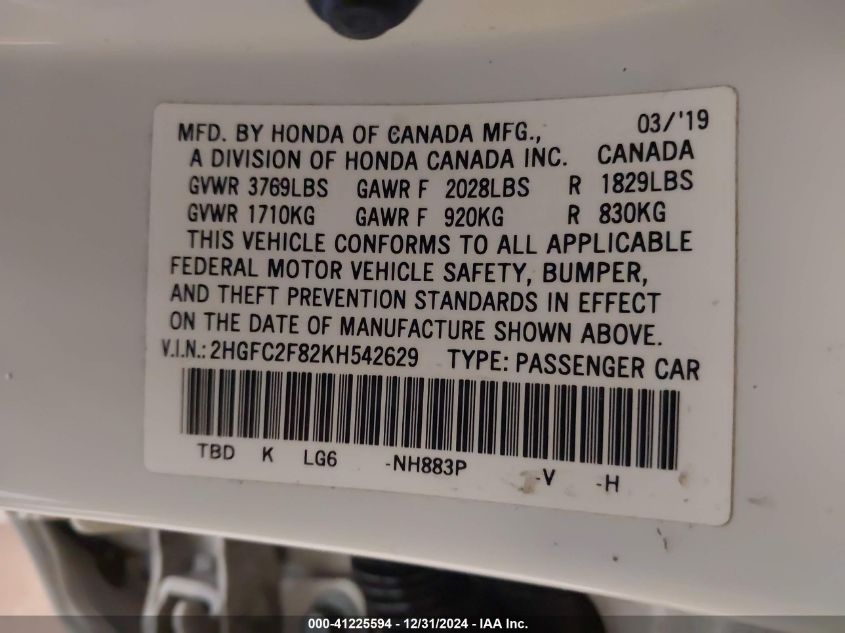 MFD. BY HONDA OF CANADA MFG., 03/'19
A DIVISION OF HONDA CANADA INC. CANADA
GVWR 3769LBS GAWR F 2028LBS R 1829LBS
GVWR 1710KG GAWR F 920KG R 830KG
THIS VEHICLE CONFORMS TO ALL APPLICABLE
FEDERAL MOTOR VEHICLE SAFETY, BUMPER,
AND THEFT PREVENTION STANDARDS IN EFFECT
ON THE DATE OF MANUFACTURE SHOWN ABOVE.
V.I.N.: 2HGFC2F82KH542629 TYPE: PASSENGER CAR
TBD K LG6 -NH883P -V -H
000-41225594 - 12/31/2024 - IAA Inc.